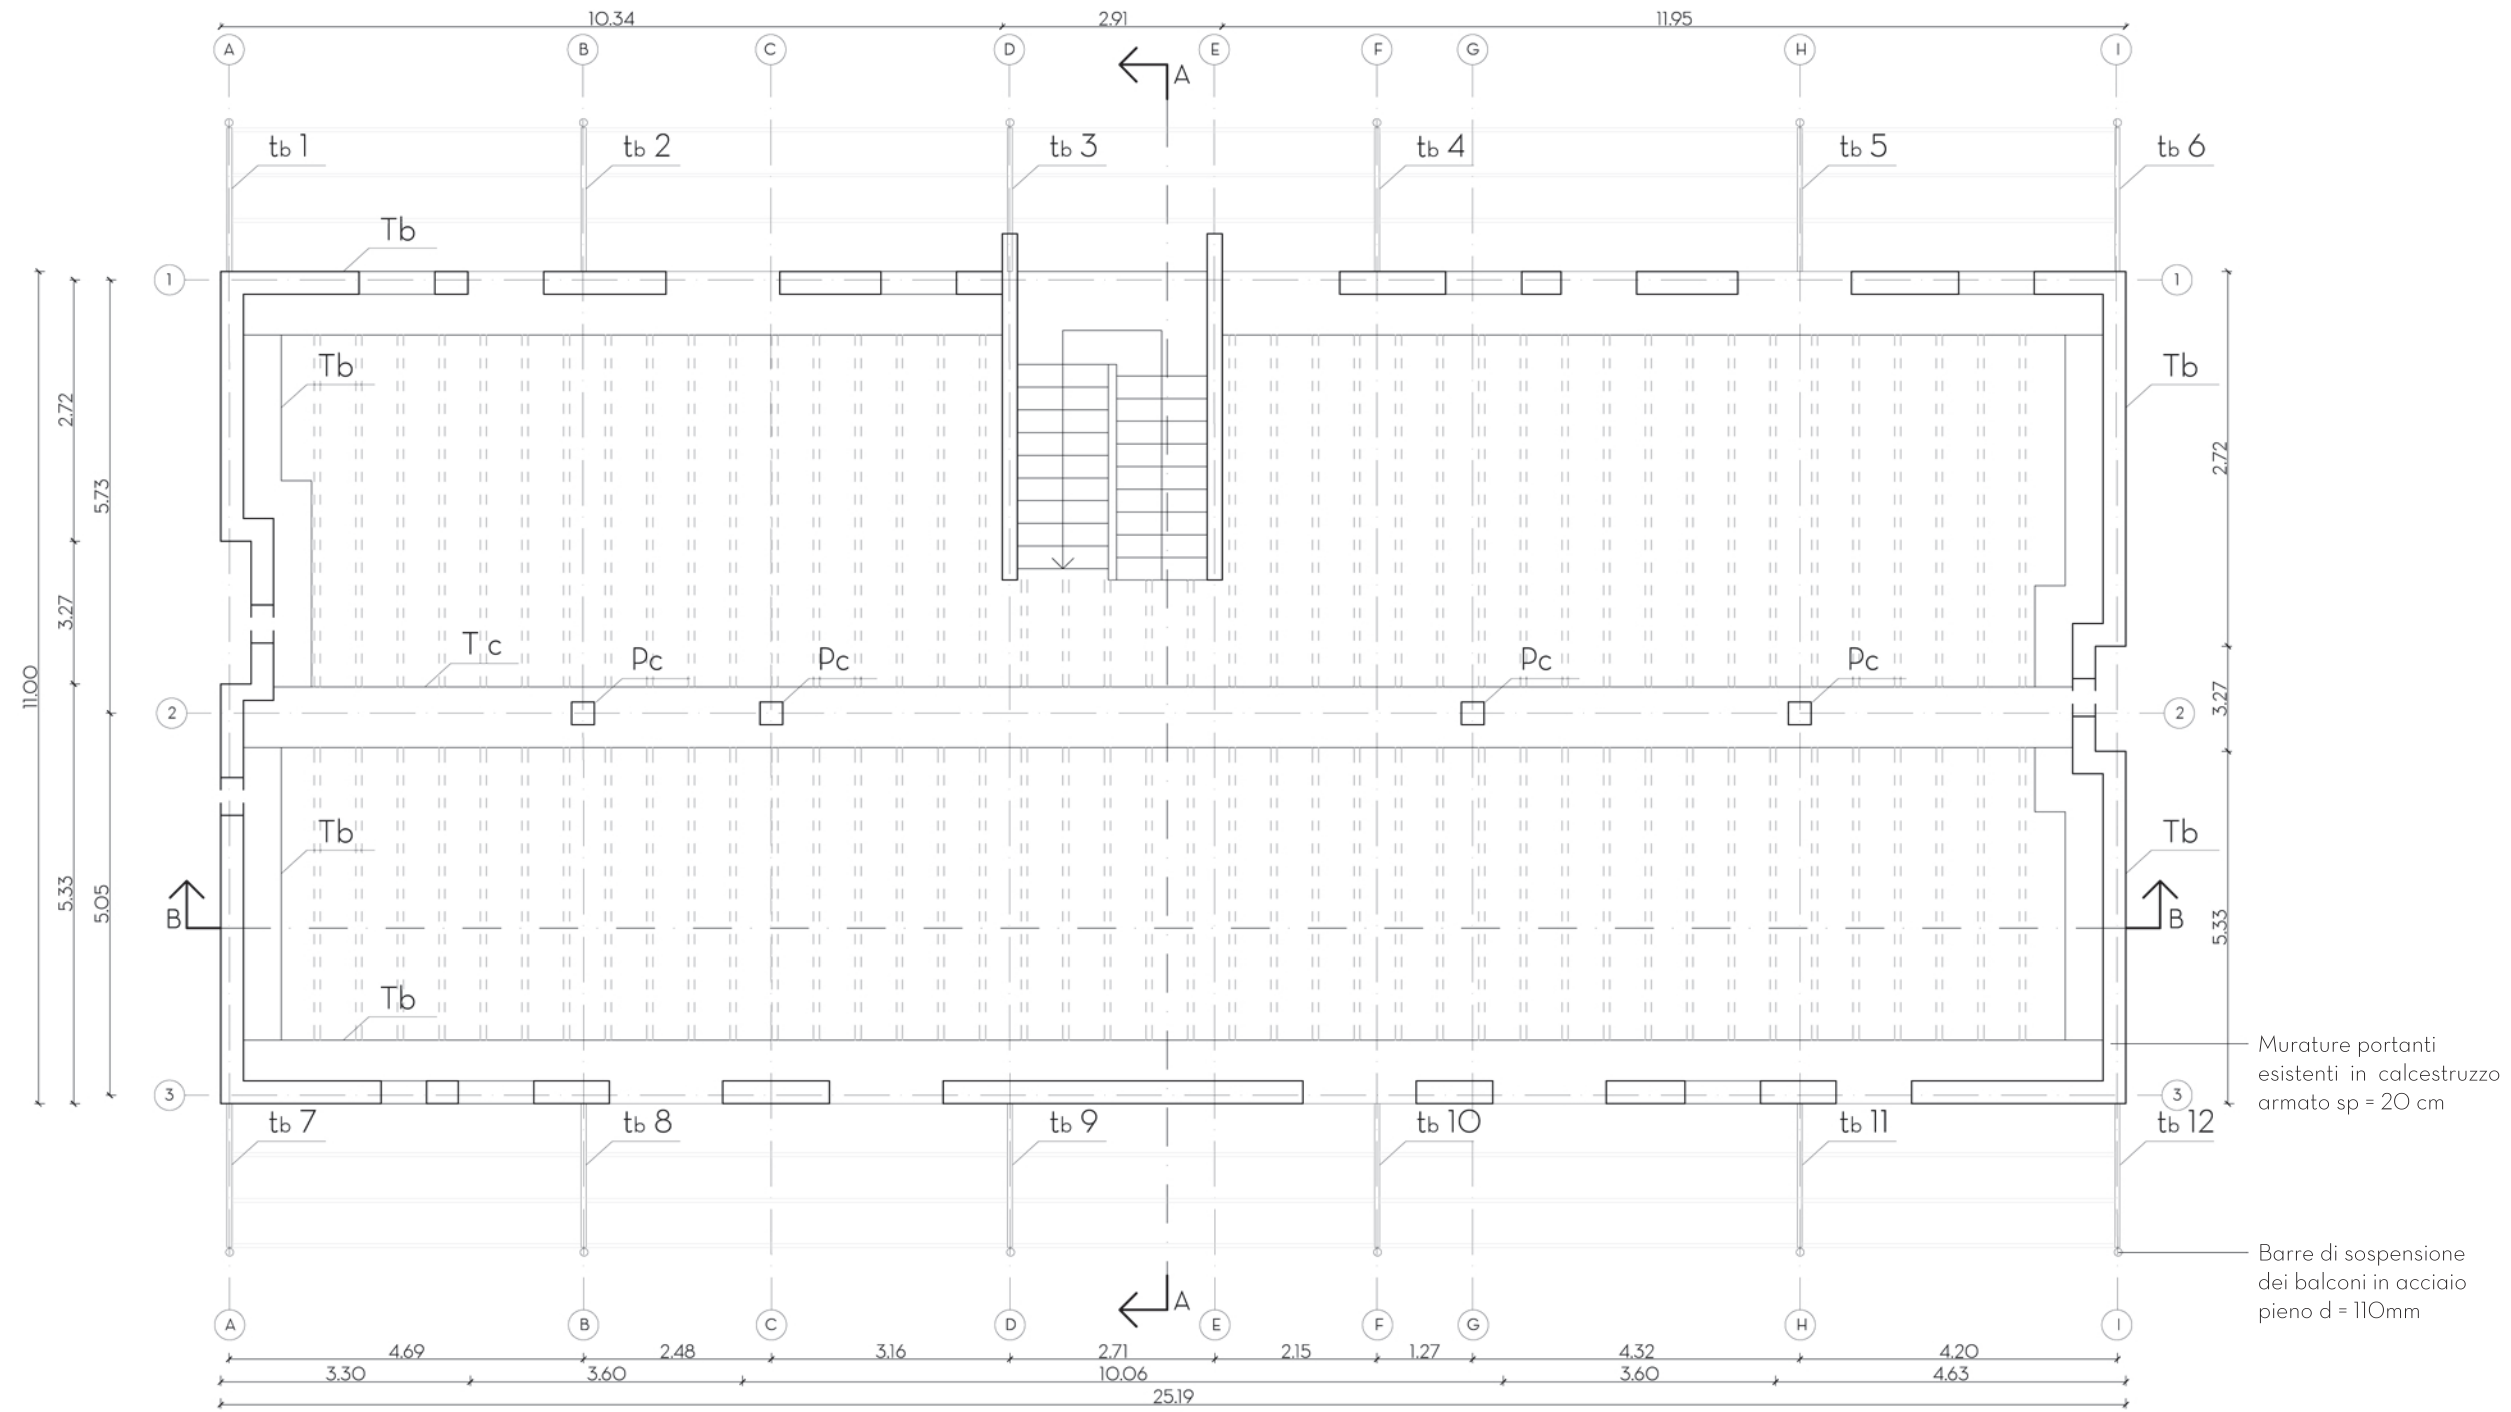 10.34 2.91 11.95
A B C D E F G H I
A
tb 1 tb 2 tb 3 tb 4 tb 5 tb 6
Tb
1 1
Tb Tb
2.72 2.72
5.73
3.27
T c Pc Pc Pc Pc
11.00
2 2
3.27
Tb Tb
5.33 5.05 5.33
B B
Tb
Murature portanti
esistenti in calcestruzzo
armato sp = 20 cm
3 3
tb 7 tb 8 tb 9 tb 10 tb 11 tb 12
Barre di sospensione
dei balconi in acciaio
pieno d = 110mm
A
A B C D E F G H I
4.69 2.48 3.16 2.71 2.15 1.27 4.32 4.20
3.30 3.60 10.06 3.60 4.63
25.19